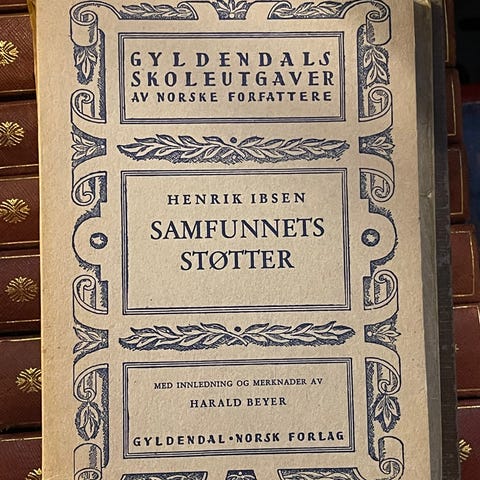 GYLDENDALS
SKOLEUTGAVER
AV NORSKE FORFATTERE
HENRIK IBSEN
SAMFUNNETS
STØTTER
MED INNLEDNING OG MERKNADER AV
HARALD BEYER
GYLDENDAL • NORSK FORLAG